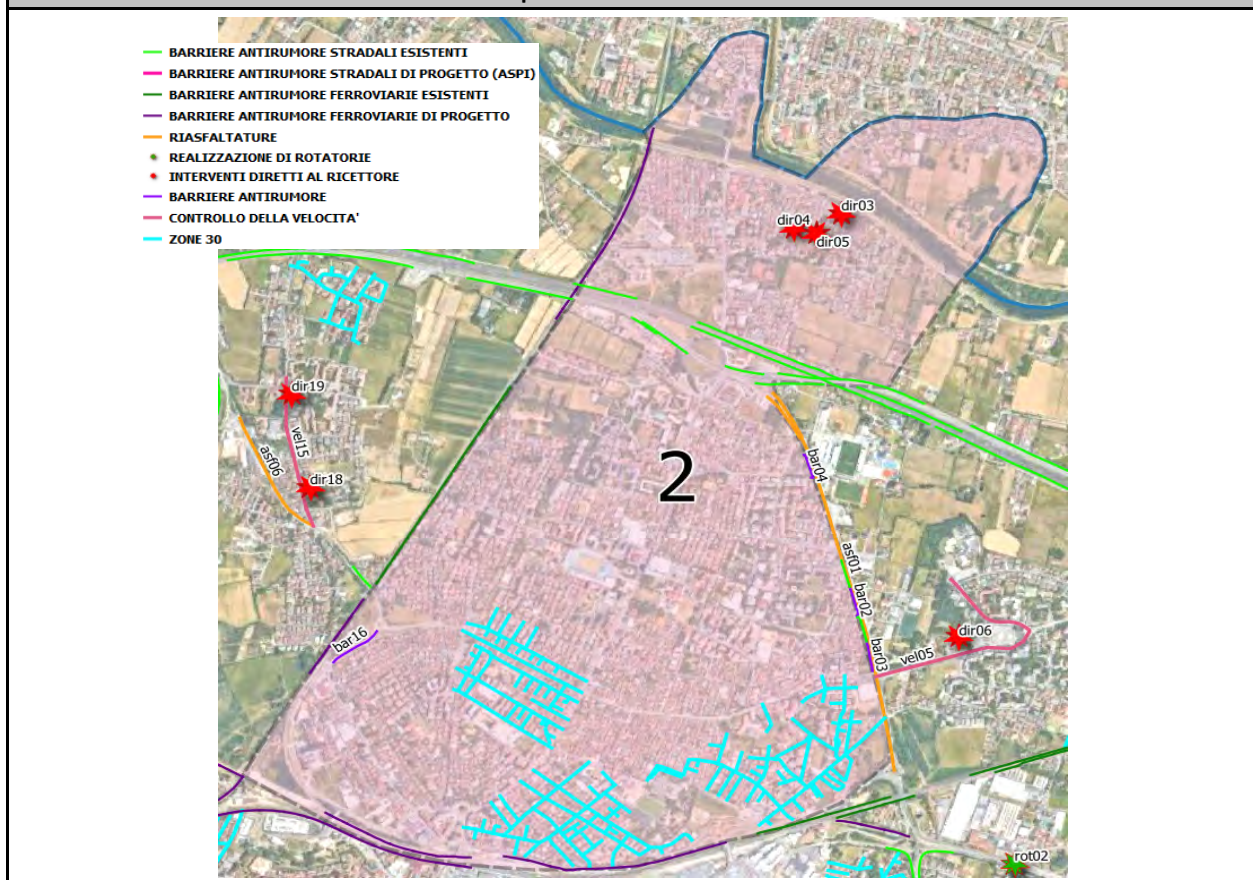 BARRIERE ANTIRUMORE STRADALI ESISTENTI
BARRIERE ANTIRUMORE STRADALI DI PROGETTO (ASPI)
BARRIERE ANTIRUMORE FERROVIARIE ESISTENTI
BARRIERE ANTIRUMORE FERROVIARIE DI PROGETTO
RIASFALTATURE
REALIZZAZIONE DI ROTATORIE
INTERVENTI DIRETTI AL RICETTORE
BARRIERE ANTIRUMORE
CONTROLLO DELLA VELOCITA'
ZONE 30
dir03
dir04
dir05
dir19
vel15
asf06
dir18
2
bar04
asf01
bar02
bar03
dir06
vel05
bar16
rot02